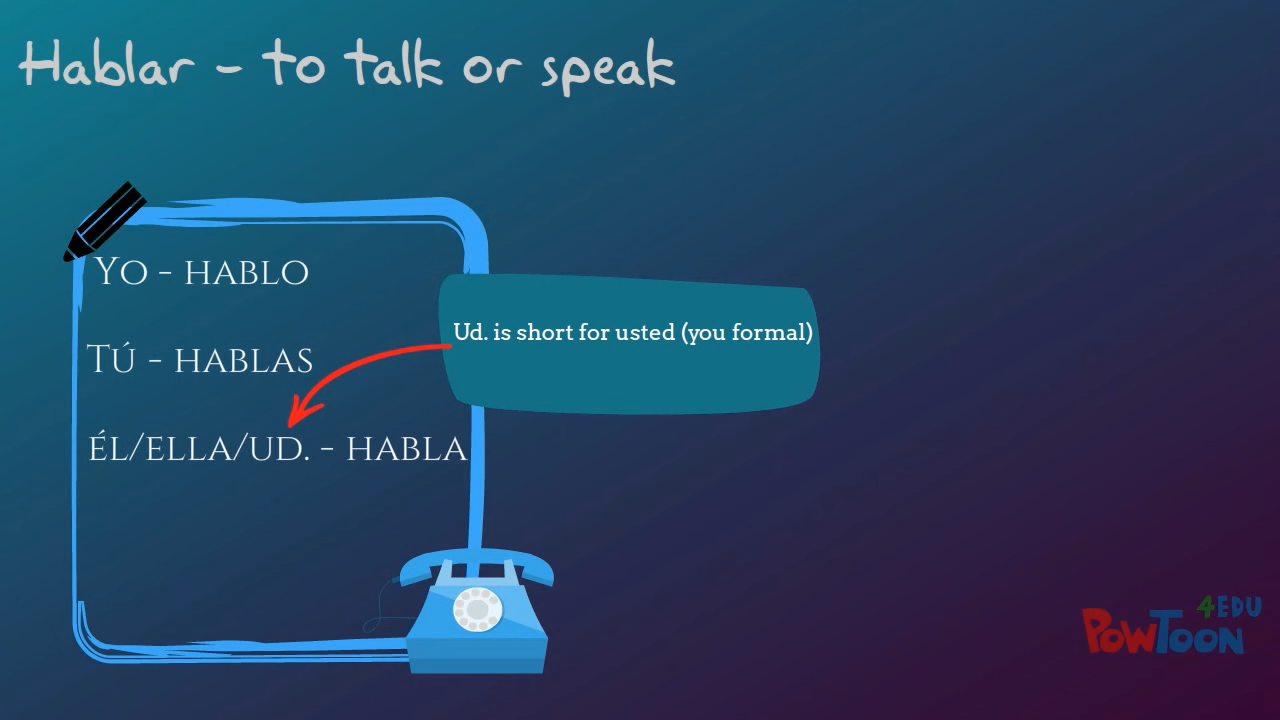 Hablar - to talk or speak
Yo - hablo
Tú - hablas
Ud. is short for usted (you formal)
Él/ella/ud. - habla
4EDU
PowToon